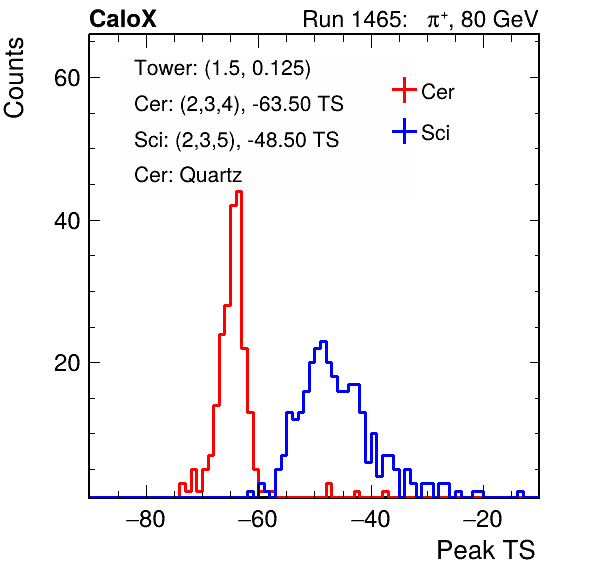 CaloX Run 1465: π⁺, 80 GeV
Counts
Tower: (1.5, 0.125)
Cer: (2,3,4), -63.50 TS
Sci: (2,3,5), -48.50 TS
Cer: Quartz
Cer
Sci
60
40
20
−80 −60 −40 −20
Peak TS